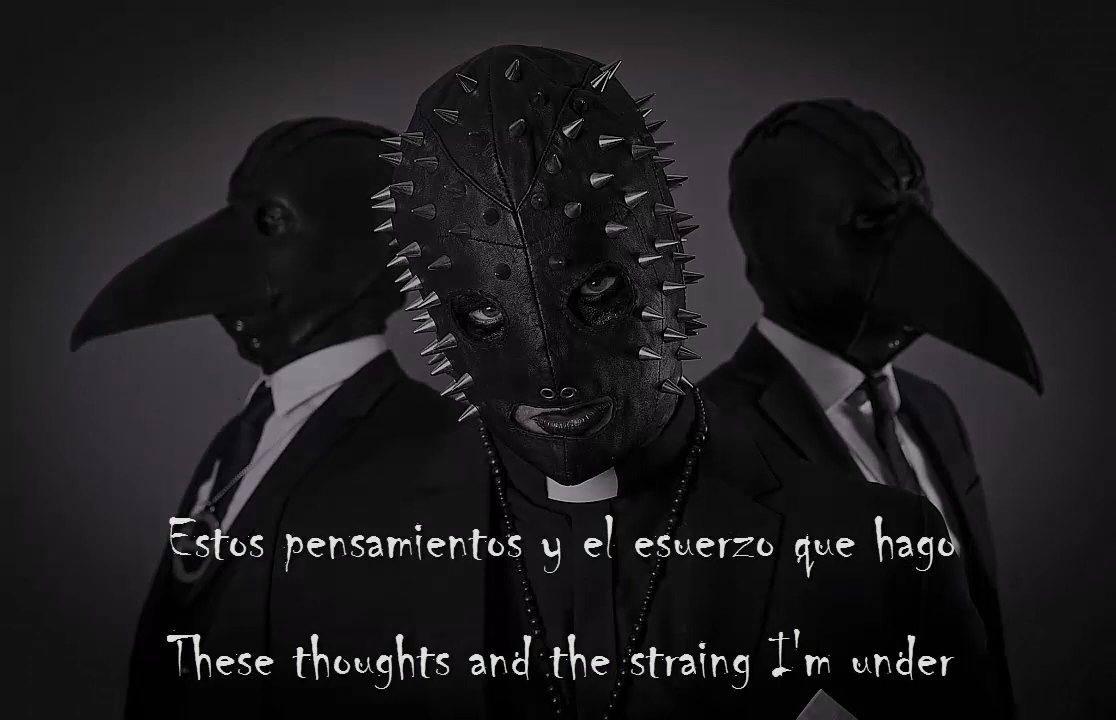 Estos pensamientos y el esuerzo que hago
These thoughts and the straing I'm under